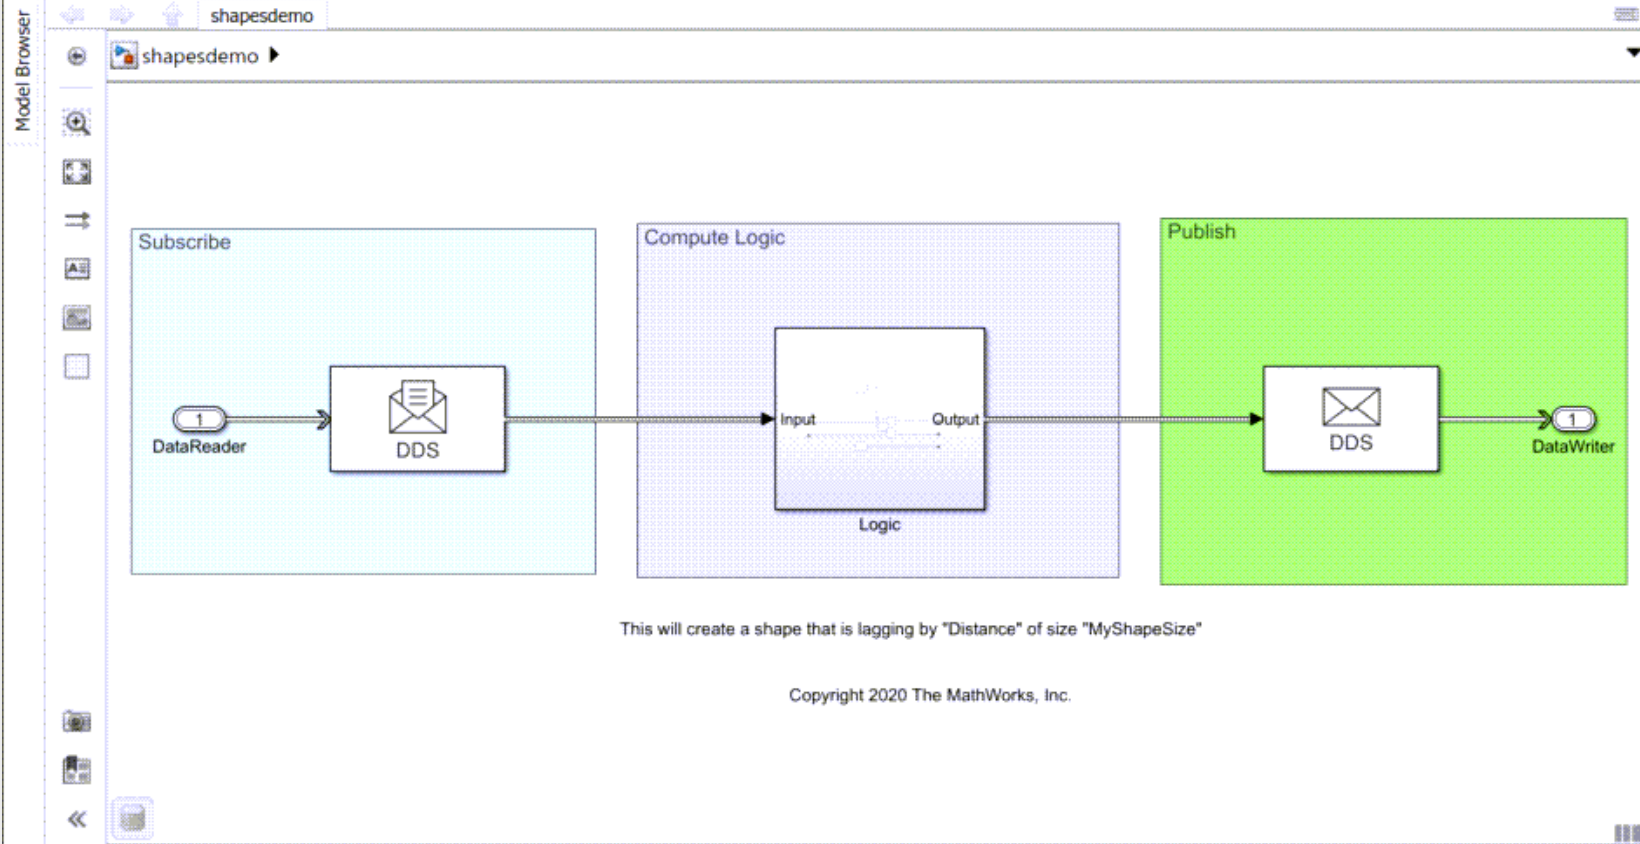 Model Browser
shapesdemo
shapesdemo
Subscribe
Compute Logic
Publish
1
DataReader
DDS
Input
Output
Logic
DDS
1
DataWriter
This will create a shape that is lagging by "Distance" of size "MyShapeSize"
Copyright 2020 The MathWorks, Inc.